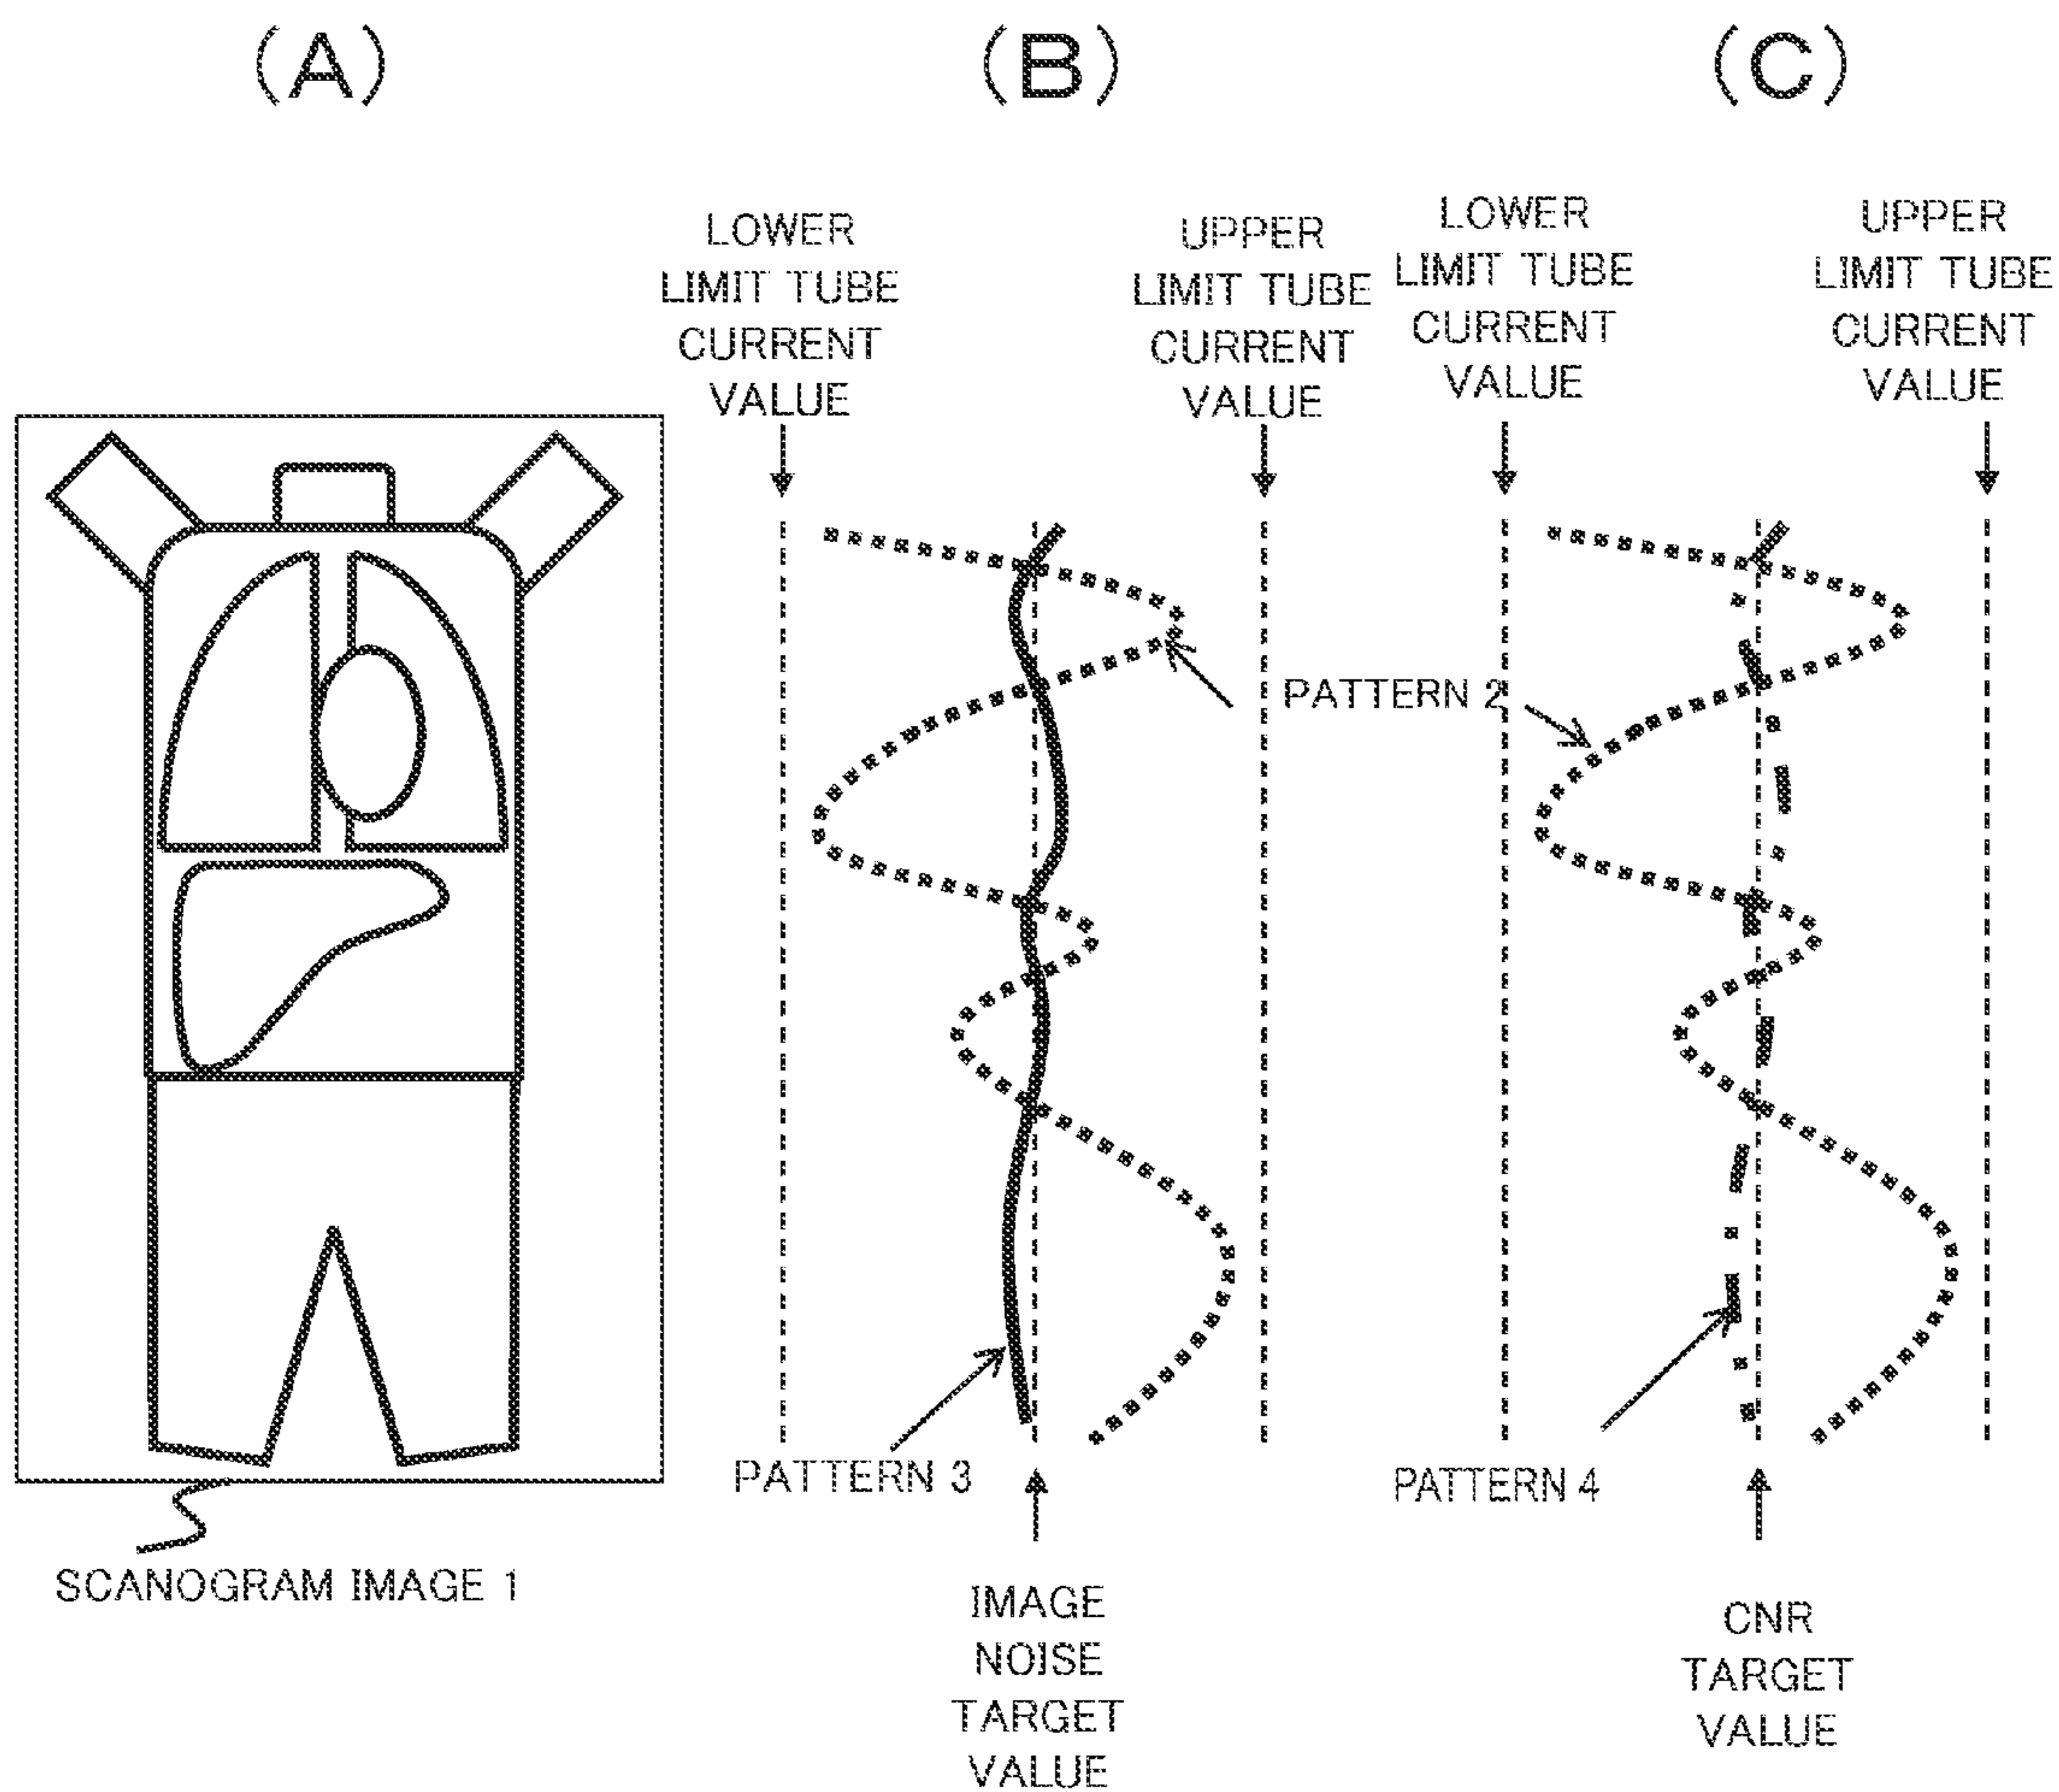 (A)
(B)
(C)
LOWER
LIMIT TUBE
CURRENT
VALUE
UPPER
LIMIT TUBE
CURRENT
VALUE
LOWER
LIMIT TUBE
CURRENT
VALUE
UPPER
LIMIT TUBE
CURRENT
VALUE
PATTERN 2
PATTERN 3
PATTERN 4
SCANOGRAM IMAGE 1
IMAGE
NOISE
TARGET
VALUE
CNR
TARGET
VALUE